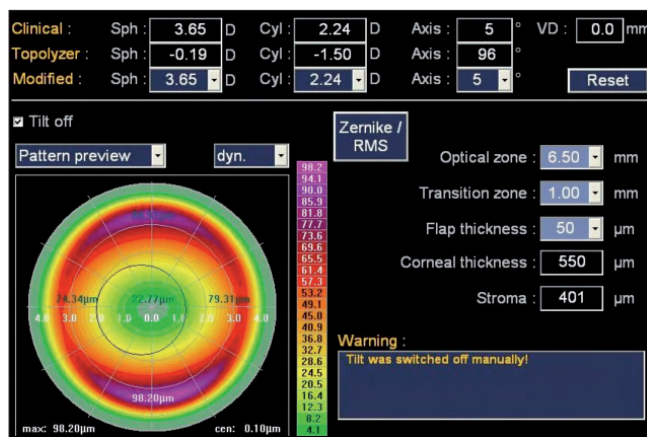 Clinical : Sph : 3.65 D Cyl : 2.24 D Axis : 5 ° VD : 0.0 mm
Topolyzer : Sph : -0.19 D Cyl : -1.50 D Axis : 96 °
Modified : Sph : 3.65 D Cyl : 2.24 D Axis : 5 ° Reset
Tilt off
Pattern preview dyn.
Zernike /
RMS
Optical zone : 6.50 mm
Transition zone : 1.00 mm
Flap thickness : 50 µm
Corneal thickness : 550 µm
Stroma : 401 µm
Warning :
Tilt was switched off manually!
98.2
94.1
90.0
85.9
81.8
77.7
73.6
69.6
65.5
61.4
57.3
53.2
49.1
45.0
40.9
36.8
32.7
28.6
24.5
20.5
16.4
12.3
8.2
4.1
74.34µm 22.77µm 79.31µm
4.0 3.0 2.0 1.0 0.0 1.0 2.0 3.0 4.0
98.20µm
max: 98.20µm cen: 0.10µm